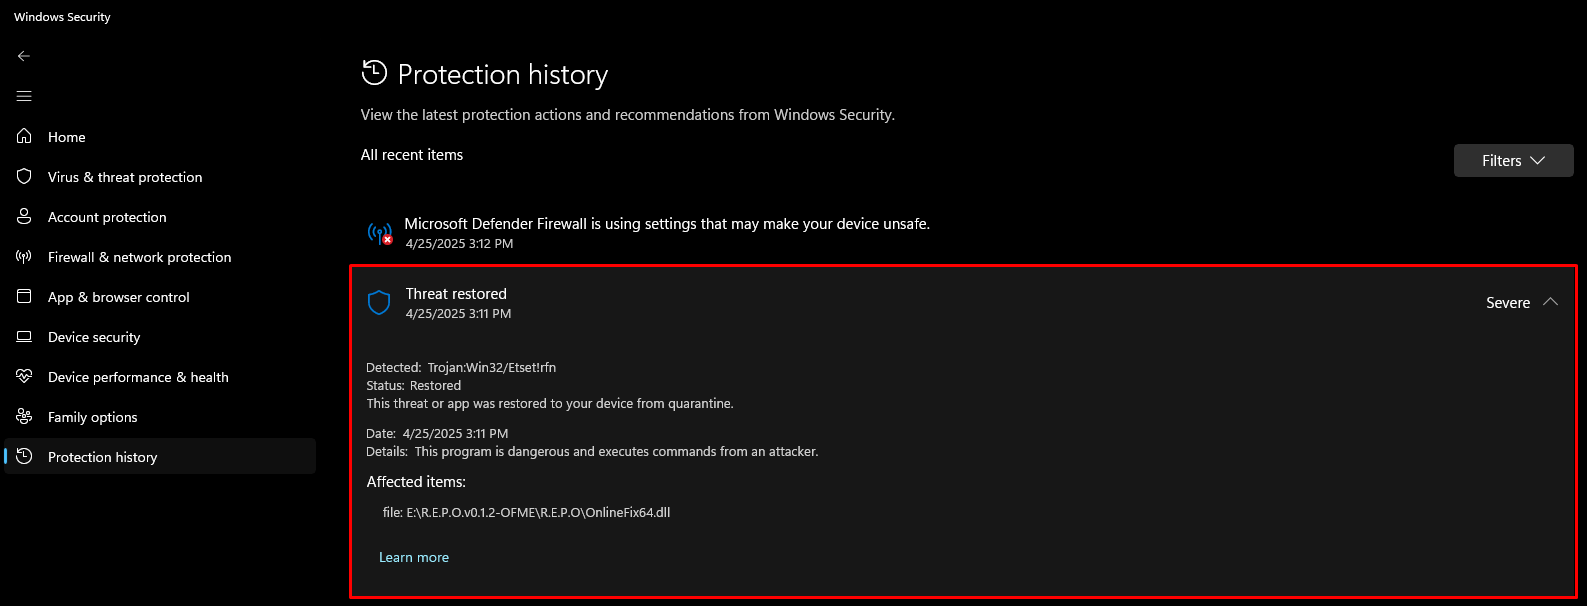 Windows Security
Home
Virus & threat protection
Account protection
Firewall & network protection
App & browser control
Device security
Device performance & health
Family options
Protection history
Protection history
View the latest protection actions and recommendations from Windows Security.
All recent items
Filters
Microsoft Defender Firewall is using settings that may make your device unsafe.
4/25/2025 3:12 PM
Threat restored
4/25/2025 3:11 PM
Severe
Detected: Trojan:Win32/Etset!rfn
Status: Restored
This threat or app was restored to your device from quarantine.
Date: 4/25/2025 3:11 PM
Details: This program is dangerous and executes commands from an attacker.
Affected items:
file: E:\R.E.P.O.v0.1.2-OFME\R.E.P.O\OnlineFix64.dll
Learn more